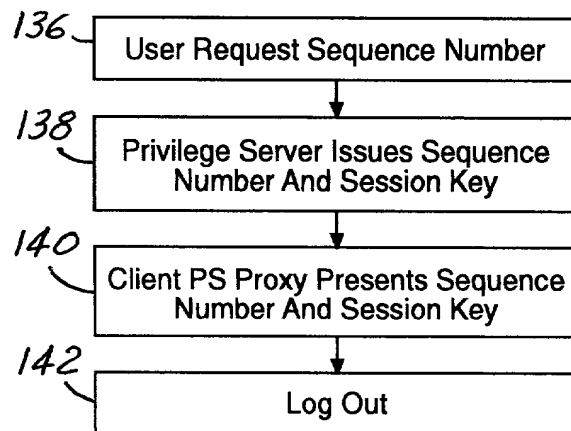 136
User Request Sequence Number
138
Privilege Server Issues Sequence
Number And Session Key
140
Client PS Proxy Presents Sequence
Number And Session Key
142
Log Out